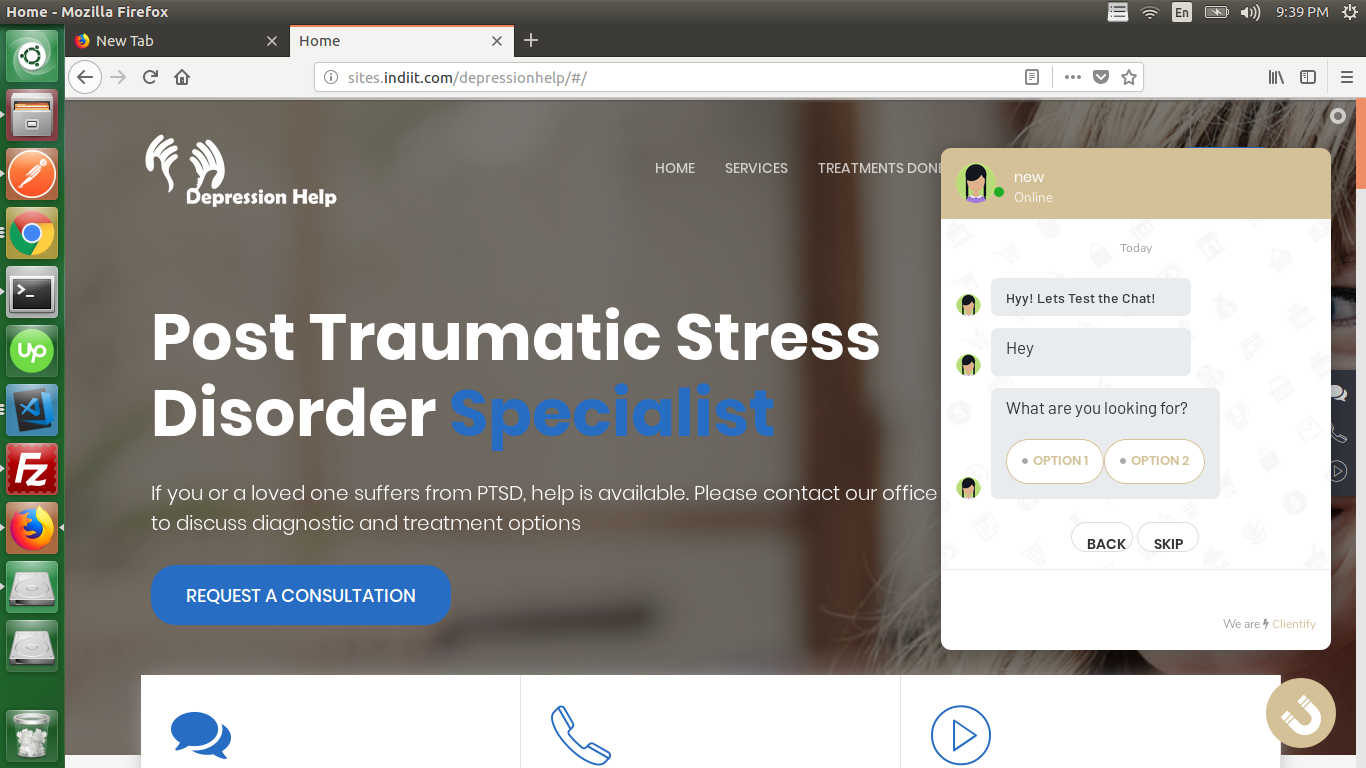 Home - Mozilla Firefox
En
9:39 PM
New Tab
Home
sites.indiit.com/depressionhelp/#/
Depression Help
HOME
SERVICES
TREATMENTS DONE
Post Traumatic Stress
Disorder Specialist
If you or a loved one suffers from PTSD, help is available. Please contact our office
to discuss diagnostic and treatment options
REQUEST A CONSULTATION
new
Online
Today
Hyy! Lets Test the Chat!
Hey
What are you looking for?
OPTION 1
OPTION 2
BACK
SKIP
We are Clientify
Up
Fz